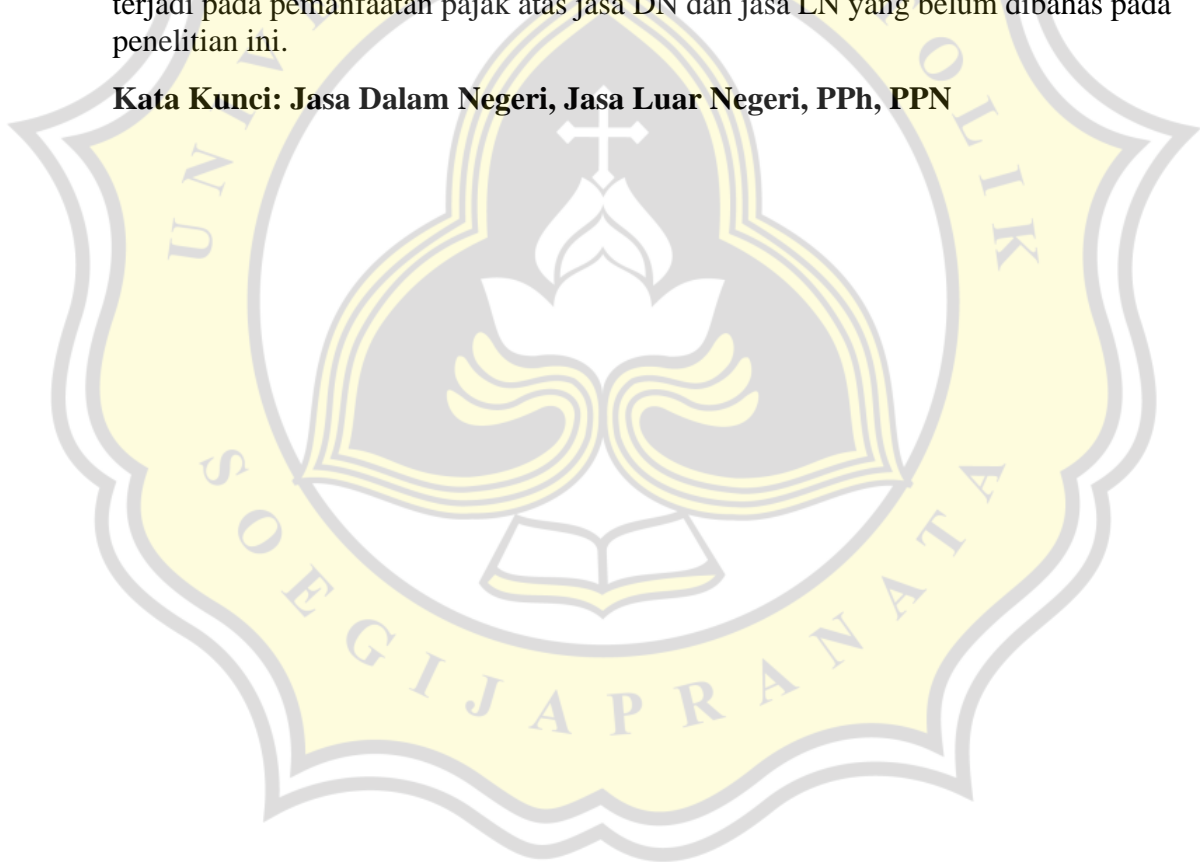 terjadi pada pemanfaatan pajak atas jasa DN dan jasa LN yang belum dibahas pada
penelitian ini.
Kata Kunci: Jasa Dalam Negeri, Jasa Luar Negeri, PPh, PPN
SOEGIJAPRANATA